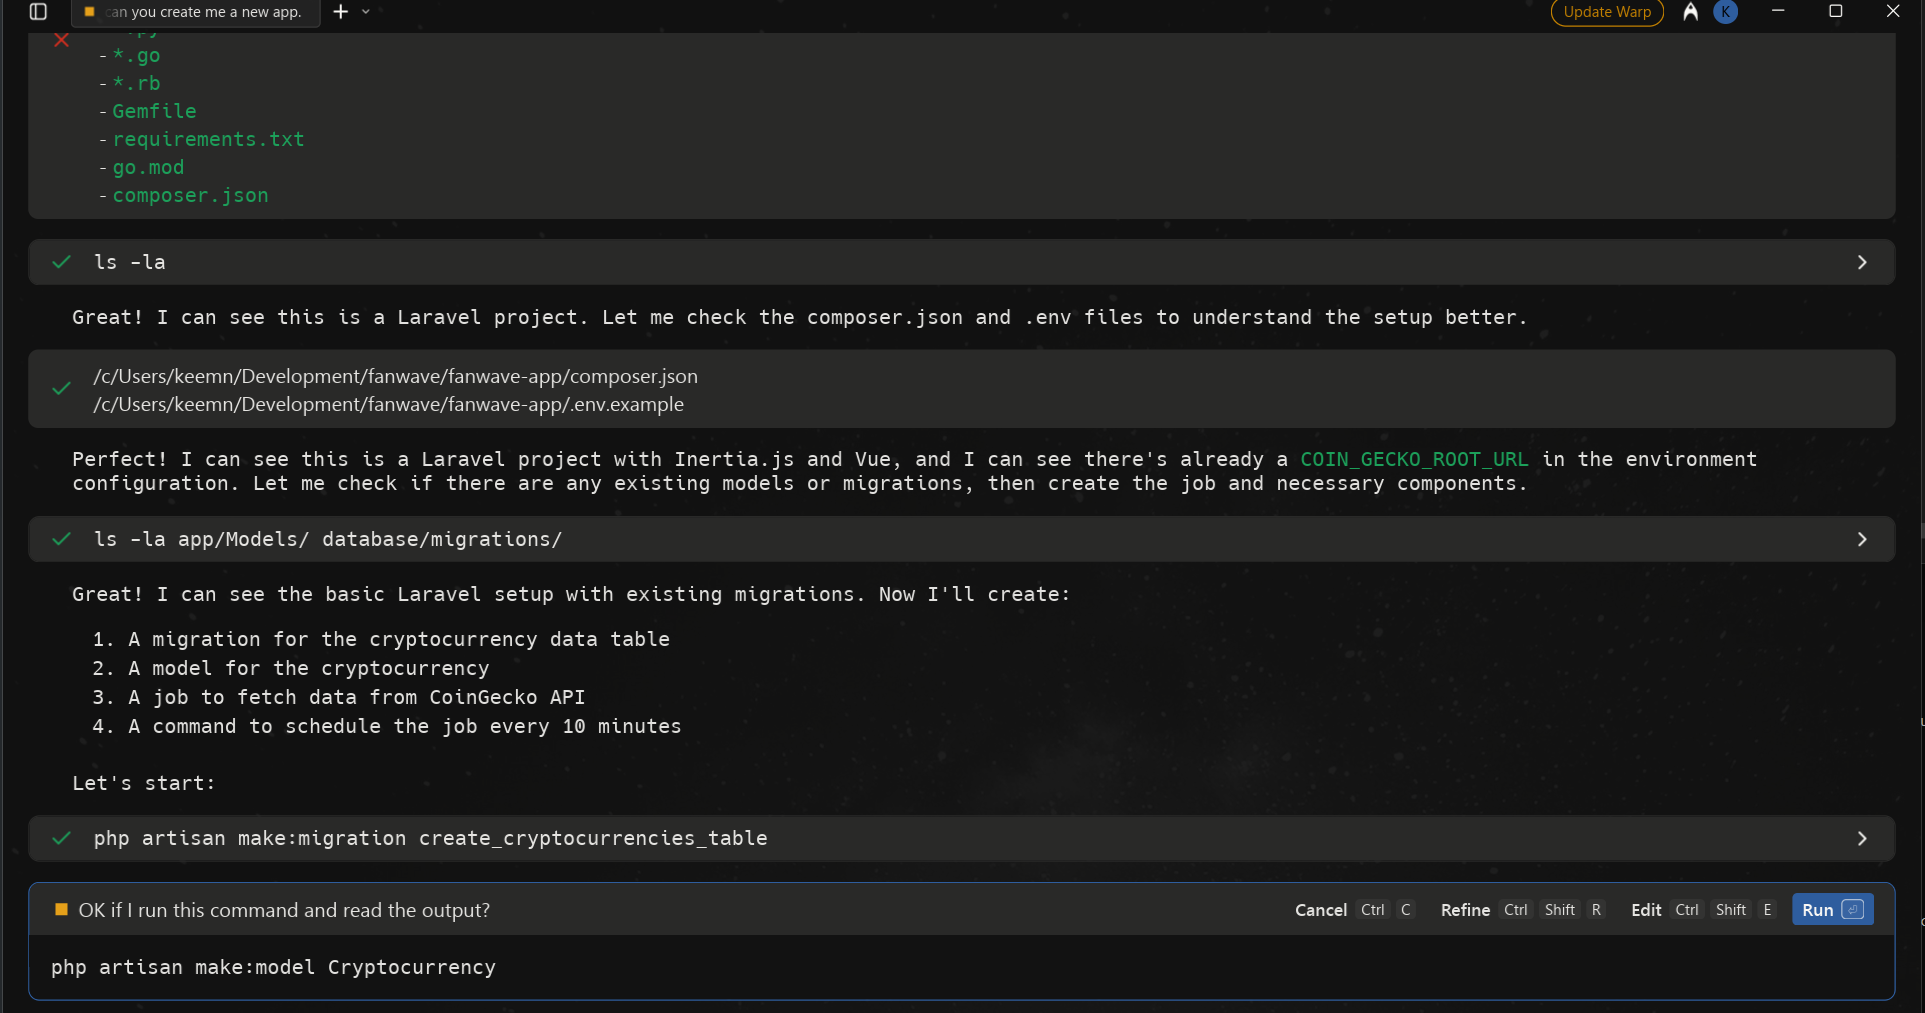 can you create me a new app.
Update Warp
K
- *.go
- *.rb
- Gemfile
- requirements.txt
- go.mod
- composer.json
ls -la
Great! I can see this is a Laravel project. Let me check the composer.json and .env files to understand the setup better.
/c/Users/keemn/Development/fanwave/fanwave-app/composer.json
/c/Users/keemn/Development/fanwave/fanwave-app/.env.example
Perfect! I can see this is a Laravel project with Inertia.js and Vue, and I can see there's already a COIN_GECKO_ROOT_URL in the environment
configuration. Let me check if there are any existing models or migrations, then create the job and necessary components.
ls -la app/Models/ database/migrations/
Great! I can see the basic Laravel setup with existing migrations. Now I'll create:
1. A migration for the cryptocurrency data table
2. A model for the cryptocurrency
3. A job to fetch data from CoinGecko API
4. A command to schedule the job every 10 minutes
Let's start:
php artisan make:migration create_cryptocurrencies_table
OK if I run this command and read the output?
Cancel Ctrl C Refine Ctrl Shift R Edit Ctrl Shift E Run
php artisan make:model Cryptocurrency